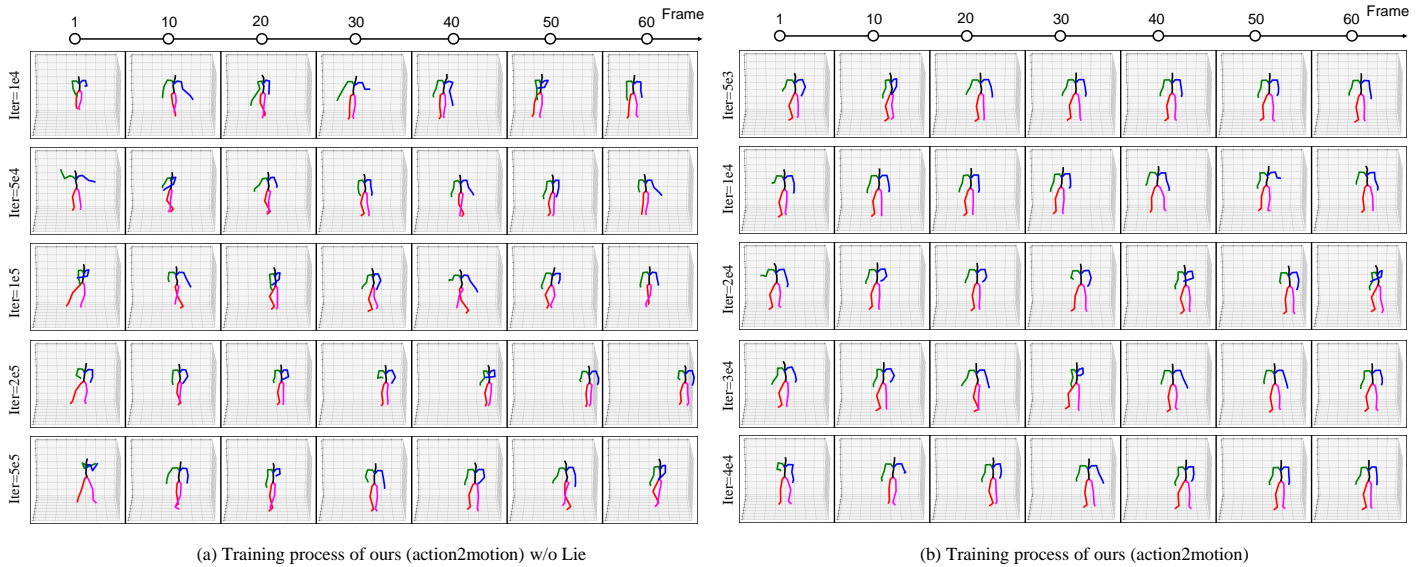 1 10 20 30 40 50 60 Frame
Iter=1e4
Iter=5e4
Iter=1e5
Iter=2e5
Iter=5e5
(a) Training process of ours (action2motion) w/o Lie
1 10 20 30 40 50 60 Frame
Iter=5e3
Iter=1e4
Iter=2e4
Iter=3e4
Iter=4e4
(b) Training process of ours (action2motion)